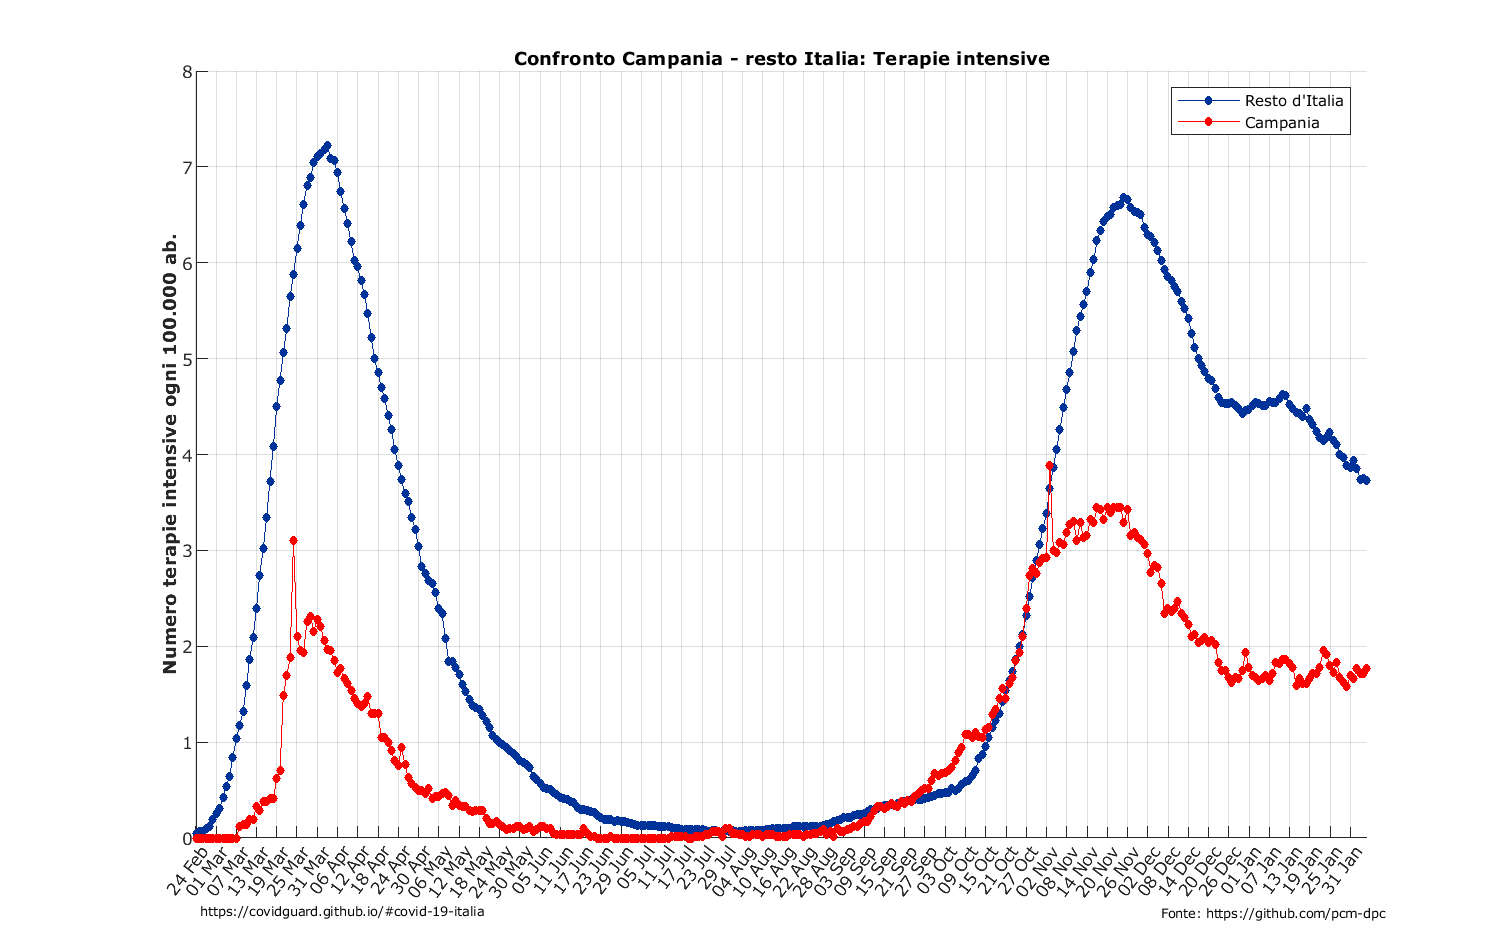 Confronto Campania - resto Italia: Terapie intensive
Resto d'Italia
Campania
Numero terapie intensive ogni 100.000 ab.
8
7
6
5
4
3
2
1
0
24 Feb
01 Mar
07 Mar
13 Mar
19 Mar
25 Mar
31 Mar
06 Apr
12 Apr
18 Apr
24 Apr
30 Apr
06 May
12 May
18 May
24 May
30 May
05 Jun
11 Jun
17 Jun
23 Jun
29 Jun
05 Jul
11 Jul
17 Jul
23 Jul
29 Jul
04 Aug
10 Aug
16 Aug
22 Aug
28 Aug
03 Sep
09 Sep
15 Sep
21 Sep
27 Sep
03 Oct
09 Oct
15 Oct
21 Oct
27 Oct
02 Nov
08 Nov
14 Nov
20 Nov
26 Nov
02 Dec
08 Dec
14 Dec
20 Dec
26 Dec
01 Jan
07 Jan
13 Jan
19 Jan
25 Jan
31 Jan
https://covidguard.github.io/#covid-19-italia
Fonte: https://github.com/pcm-dpc